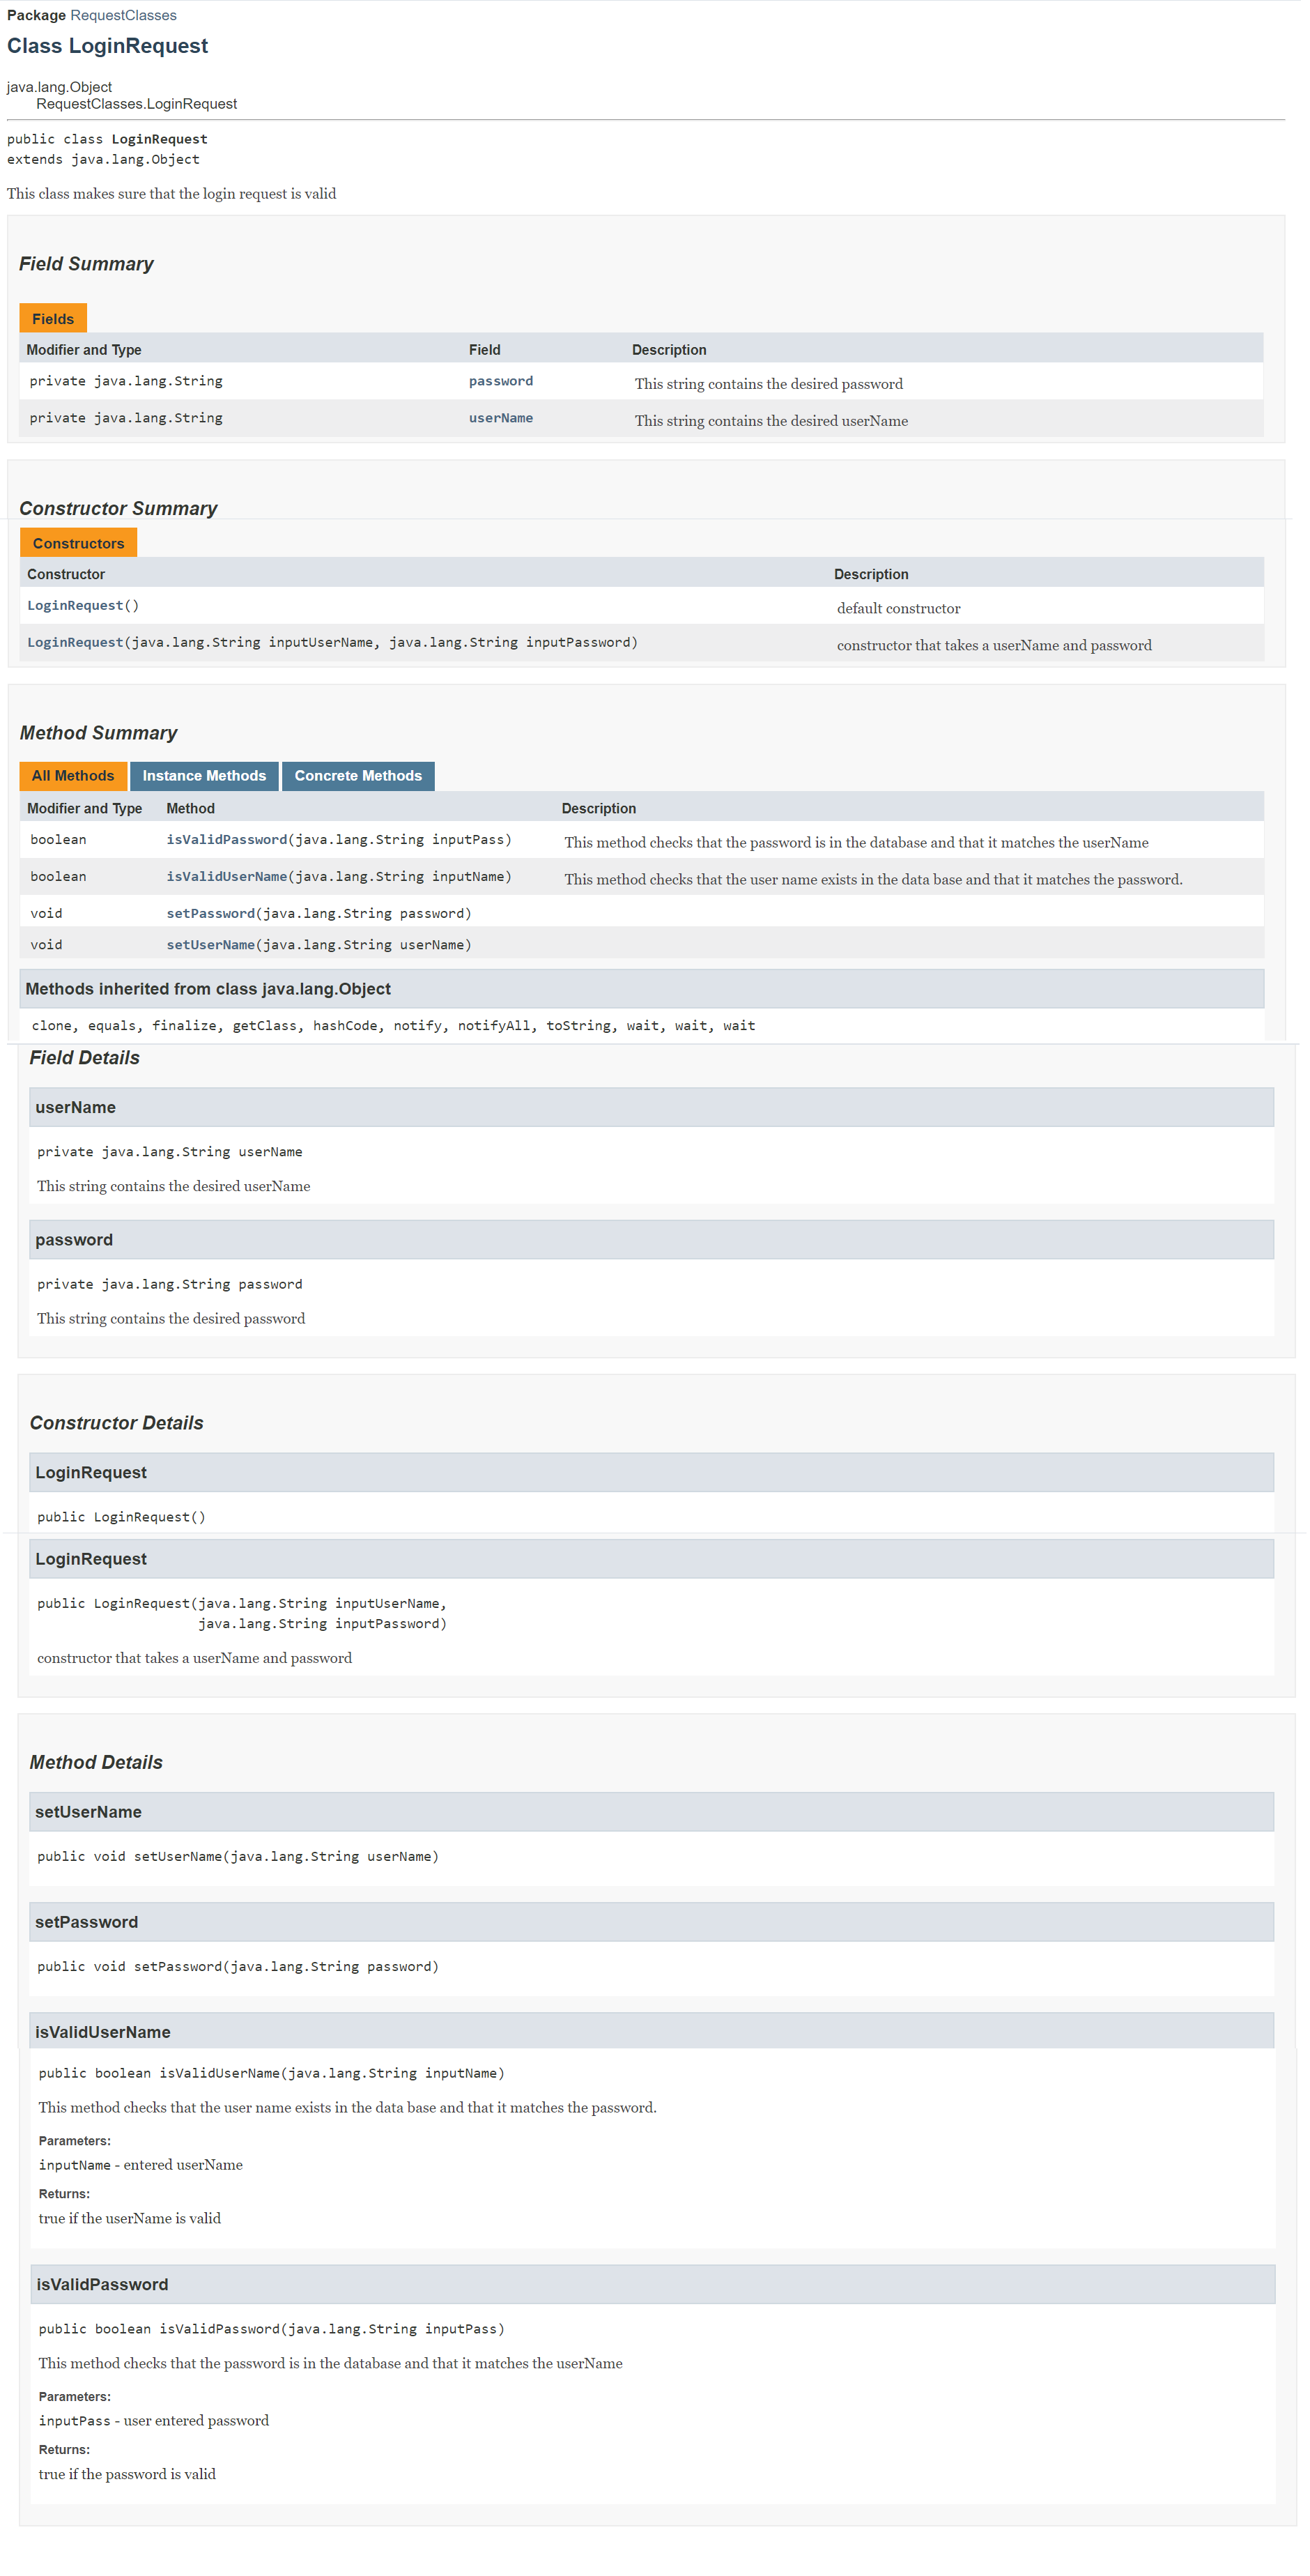 Package RequestClasses
Class LoginRequest
java.lang.Object
RequestClasses.LoginRequest
public class LoginRequest
extends java.lang.Object
This class makes sure that the login request is valid
Field Summary
Fields
Modifier and Type Field Description
private java.lang.String password This string contains the desired password
private java.lang.String userName This string contains the desired userName
Constructor Summary
Constructors
Constructor Description
LoginRequest() default constructor
LoginRequest(java.lang.String inputUserName, java.lang.String inputPassword) constructor that takes a userName and password
Method Summary
All Methods Instance Methods Concrete Methods
Modifier and Type Method Description
boolean isValidPassword(java.lang.String inputPass) This method checks that the password is in the database and that it matches the userName
boolean isValidUserName(java.lang.String inputName) This method checks that the user name exists in the data base and that it matches the password.
void setPassword(java.lang.String password)
void setUserName(java.lang.String userName)
Methods inherited from class java.lang.Object
clone, equals, finalize, getClass, hashCode, notify, notifyAll, toString, wait, wait, wait
Field Details
userName
private java.lang.String userName
This string contains the desired userName
password
private java.lang.String password
This string contains the desired password
Constructor Details
LoginRequest
public LoginRequest()
LoginRequest
public LoginRequest(java.lang.String inputUserName,
java.lang.String inputPassword)
constructor that takes a userName and password
Method Details
setUserName
public void setUserName(java.lang.String userName)
setPassword
public void setPassword(java.lang.String password)
isValidUserName
public boolean isValidUserName(java.lang.String inputName)
This method checks that the user name exists in the data base and that it matches the password.
Parameters:
inputName - entered userName
Returns:
true if the userName is valid
isValidPassword
public boolean isValidPassword(java.lang.String inputPass)
This method checks that the password is in the database and that it matches the userName
Parameters:
inputPass - user entered password
Returns:
true if the password is valid